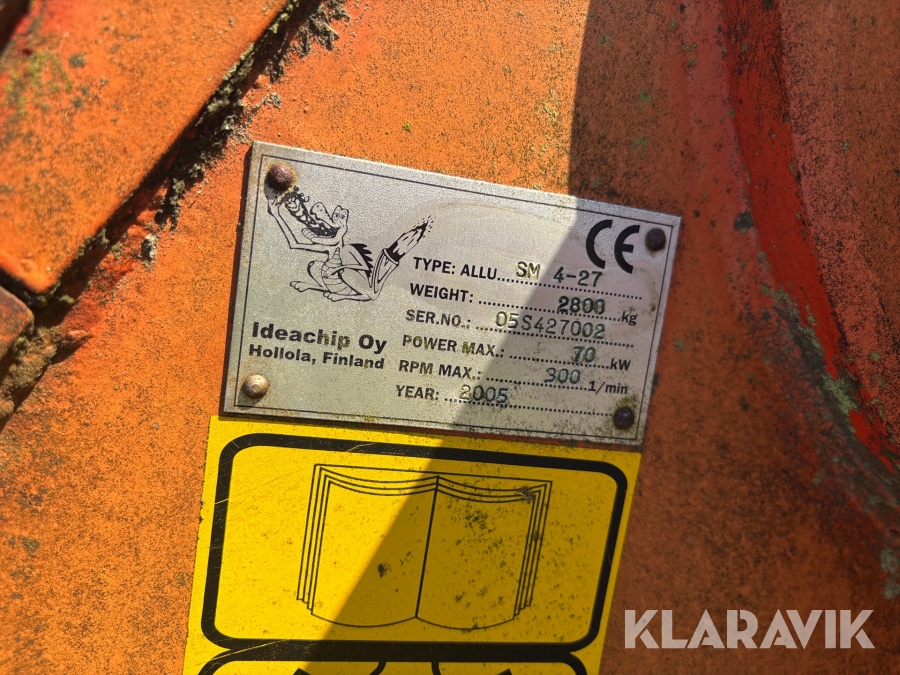 CE
TYPE: ALLU... SM 4-27
WEIGHT: 2800 kg
SER.NO.: 05S427002
POWER MAX.: 70 kW
RPM MAX.: 300 1/min
YEAR: 2005
Ideachip Oy
Hollola, Finland
KLARAVIK